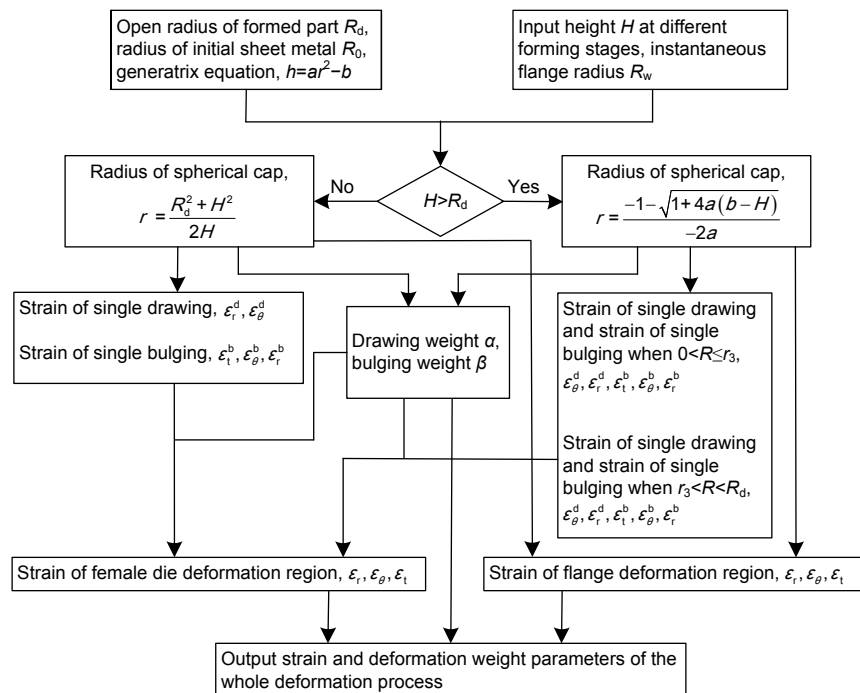 Open radius of formed part R_d,
radius of initial sheet metal R_0,
generatrix equation, h=ar^2−b
Input height H at different
forming stages, instantaneous
flange radius R_w
Radius of spherical cap,
r = (R_d^2 + H^2) / 2H
No
H>R_d
Yes
Radius of spherical cap,
r = (−1−√(1+4a(b−H))) / −2a
Strain of single drawing, ε_r^d, ε_θ^d
Strain of single bulging, ε_t^b, ε_θ^b, ε_r^b
Drawing weight α,
bulging weight β
Strain of single drawing
and strain of single
bulging when 0<R≤r_3,
ε_θ^d, ε_r^d, ε_t^b, ε_θ^b, ε_r^b
Strain of single drawing
and strain of single
bulging when r_3<R<R_d,
ε_θ^d, ε_r^d, ε_t^b, ε_θ^b, ε_r^b
Strain of female die deformation region, ε_r, ε_θ, ε_t
Strain of flange deformation region, ε_r, ε_θ, ε_t
Output strain and deformation weight parameters of the
whole deformation process